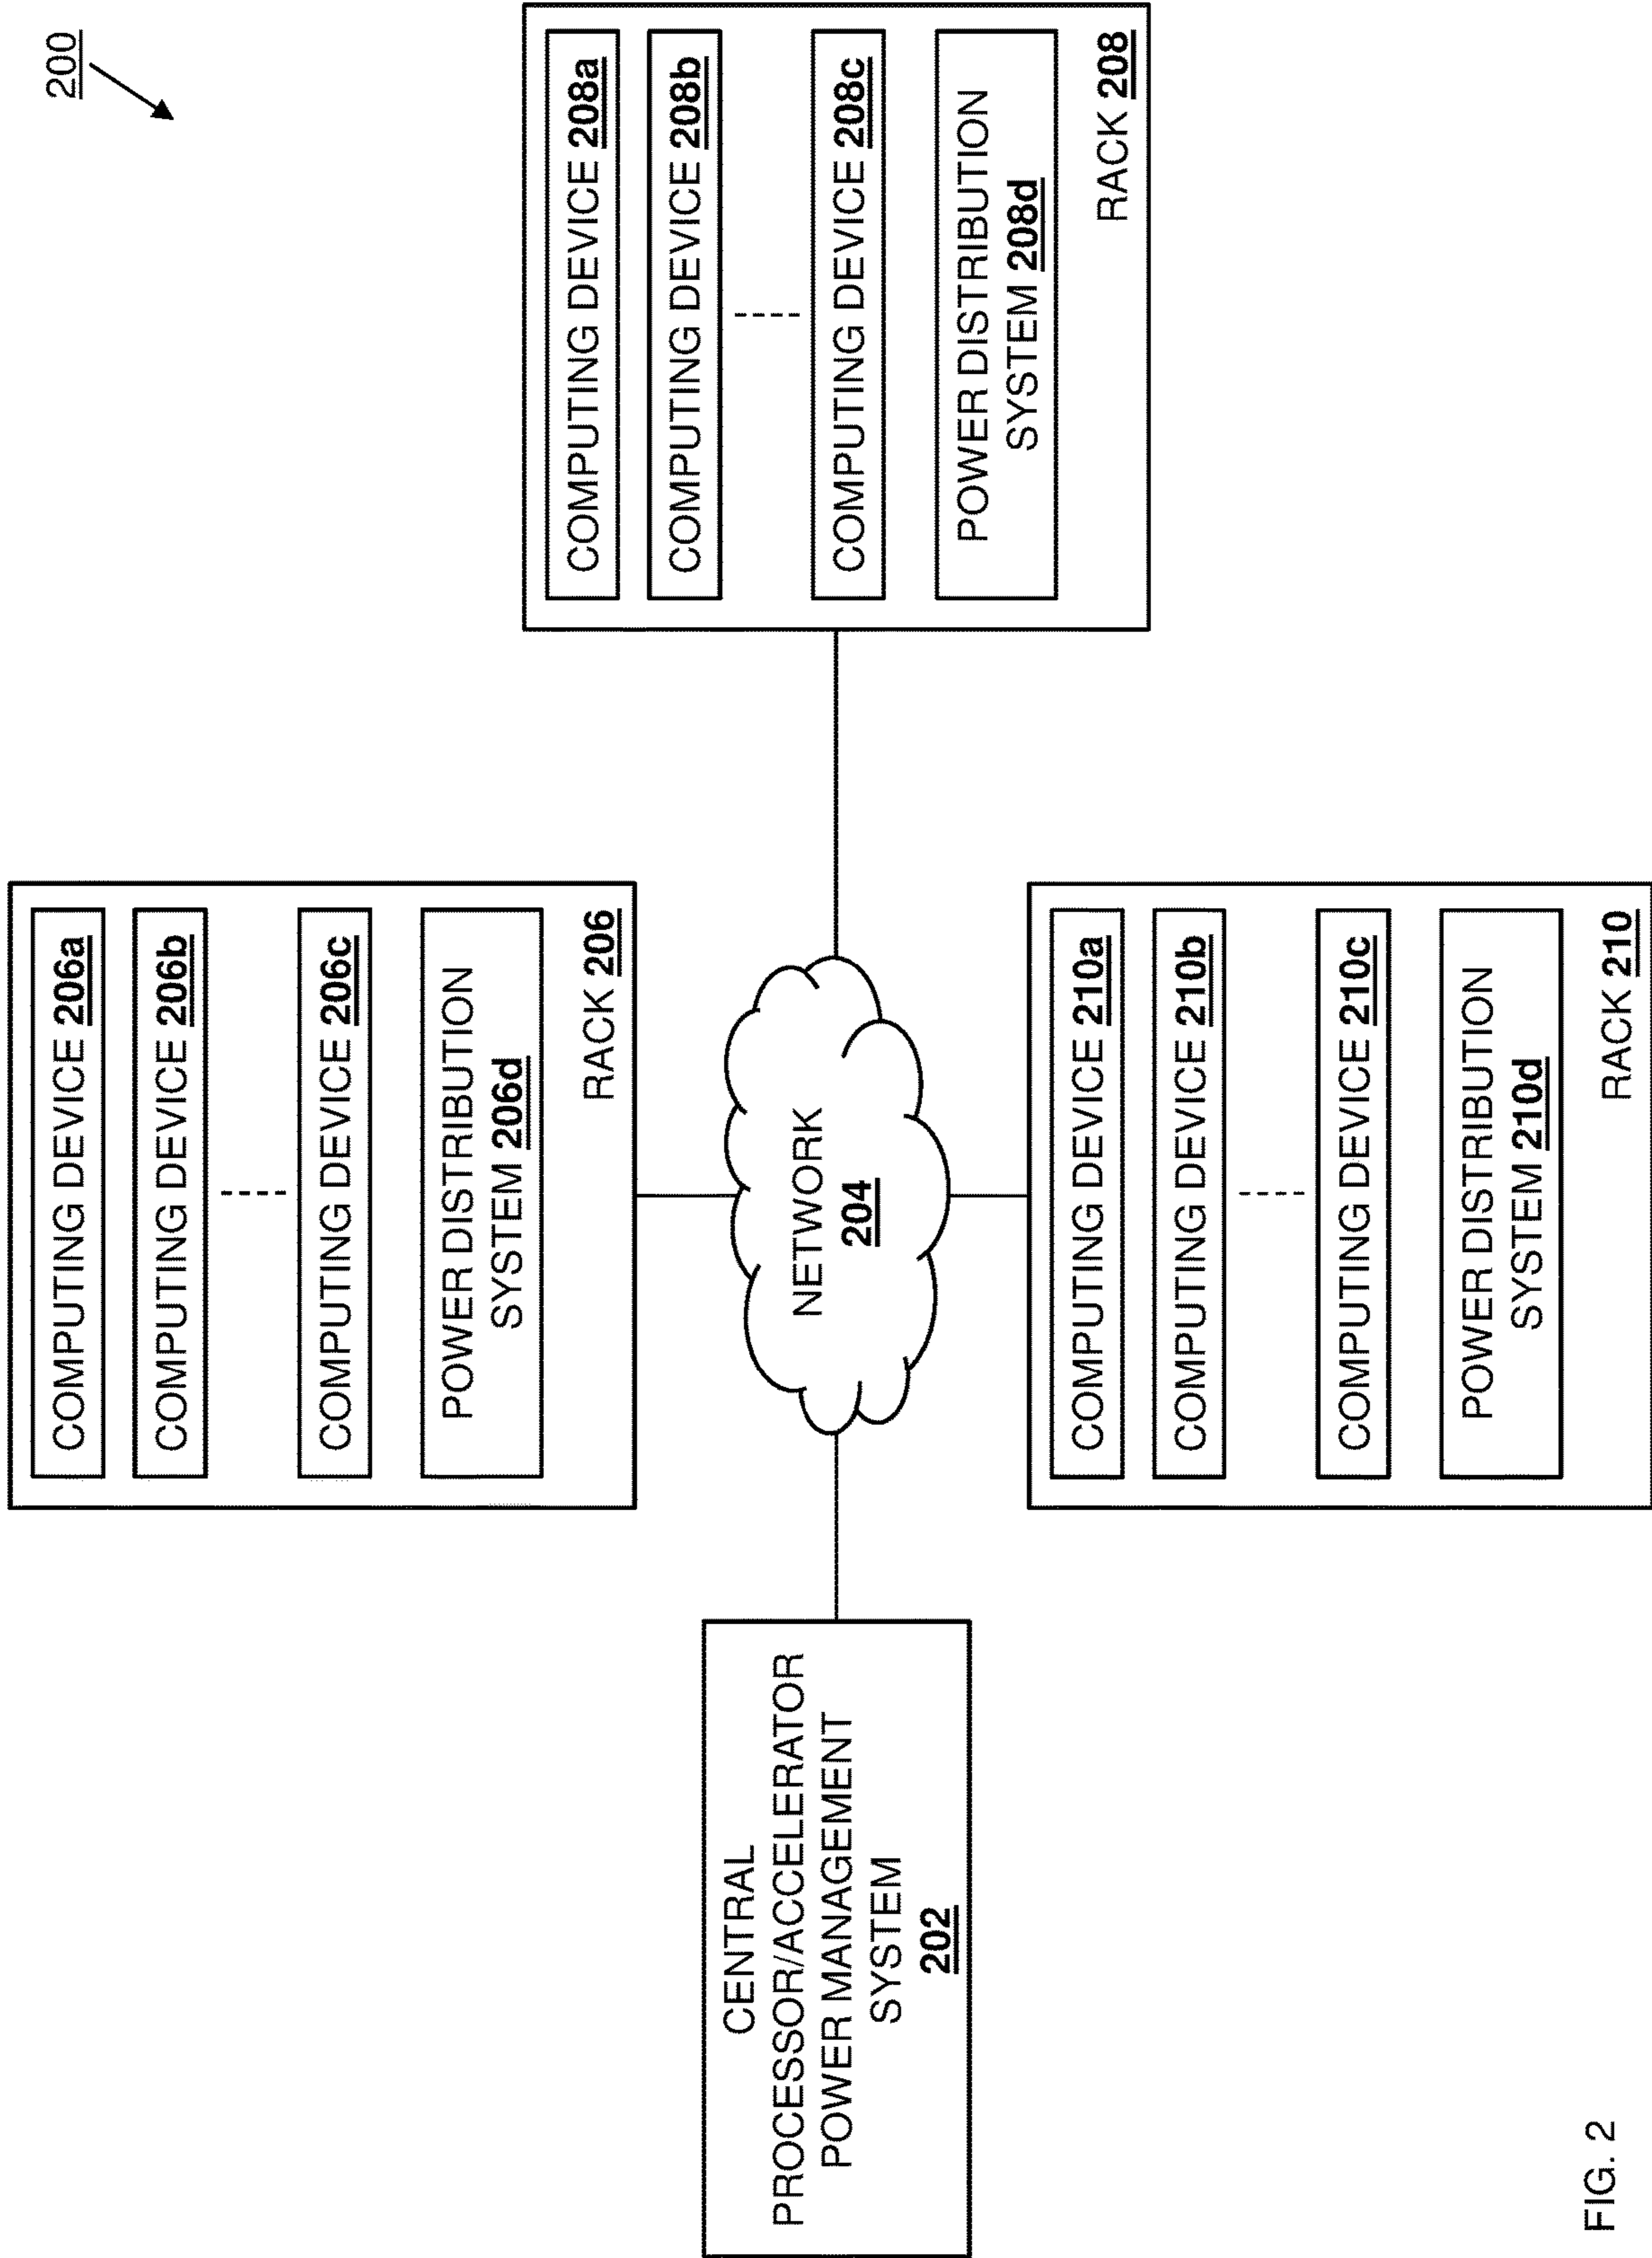 200
COMPUTING DEVICE 206a
COMPUTING DEVICE 206b
COMPUTING DEVICE 206c
POWER DISTRIBUTION
SYSTEM 206d
RACK 206
CENTRAL
PROCESSOR/ACCELERATOR
POWER MANAGEMENT
SYSTEM
202
NETWORK
204
COMPUTING DEVICE 208a
COMPUTING DEVICE 208b
COMPUTING DEVICE 208c
POWER DISTRIBUTION
SYSTEM 208d
RACK 208
COMPUTING DEVICE 210a
COMPUTING DEVICE 210b
COMPUTING DEVICE 210c
POWER DISTRIBUTION
SYSTEM 210d
RACK 210
FIG. 2